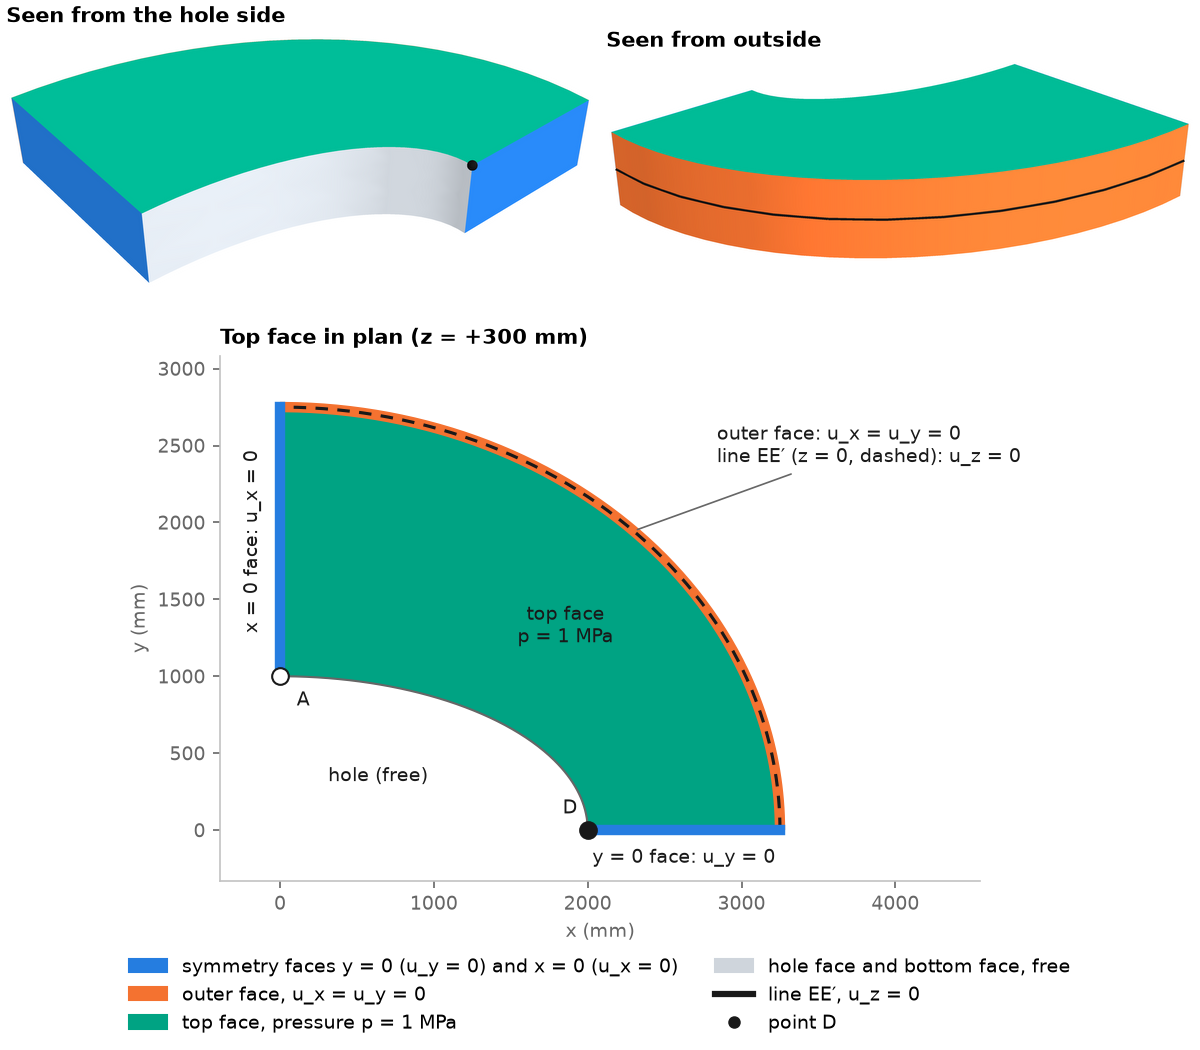 Seen from the hole side
Seen from outside
Top face in plan (z = +300 mm)
3000
2500
2000
1500
1000
500
0
y (mm)
x = 0 face: u_x = 0
outer face: u_x = u_y = 0
line EE′ (z = 0, dashed): u_z = 0
top face
p = 1 MPa
A
hole (free)
D
y = 0 face: u_y = 0
0
1000
2000
3000
4000
x (mm)
symmetry faces y = 0 (u_y = 0) and x = 0 (u_x = 0)
outer face, u_x = u_y = 0
top face, pressure p = 1 MPa
hole face and bottom face, free
line EE′, u_z = 0
point D